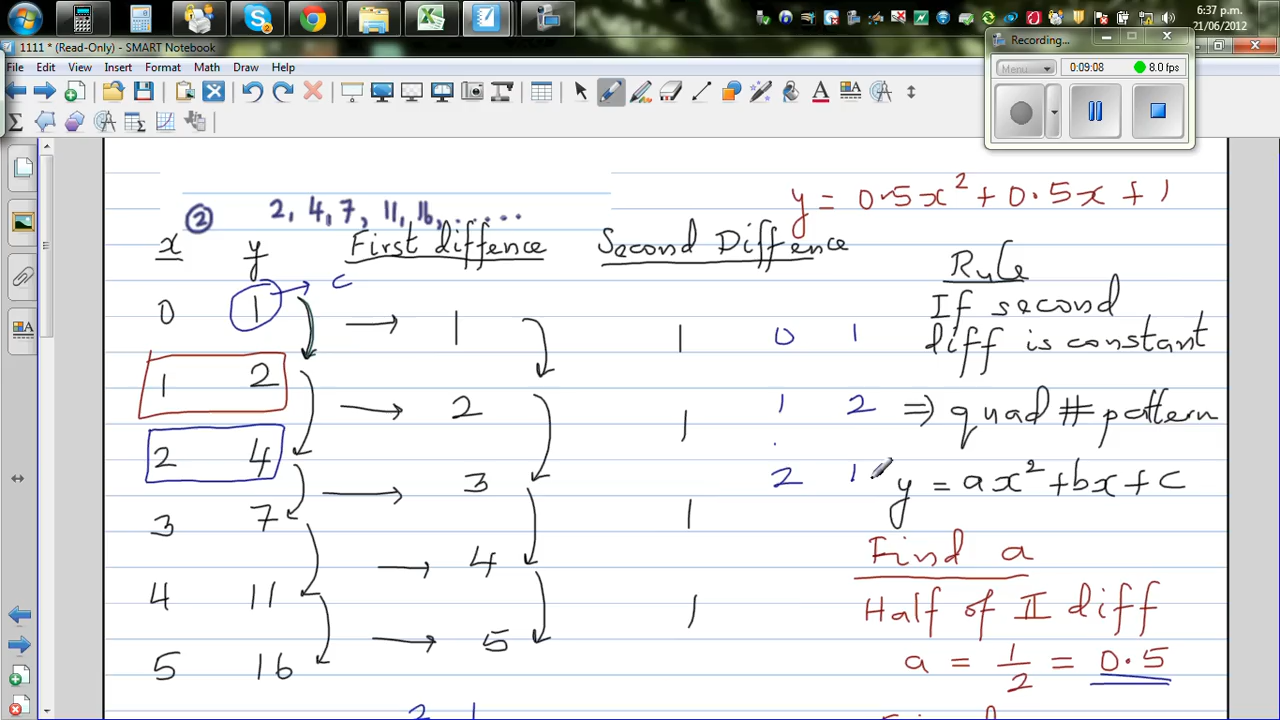 6:37 pm
21/06/2012
1111 * (Read-Only) - SMART Notebook
Recording...
File Edit View Insert Format Math Draw Help
Menu 0:09:08 8.0 fps
② 2, 4, 7, 11, 16, . . . .
y = 0.5x² + 0.5x + 1
x y First diffence Second Diffence
Rule
0 1 → c → 1 1 0 1
If second
diff is constant
1 2 → 2 1 1 2
⇒ quad # pattern
2 4 → 3 1 2 1
y = ax² + bx + c
3 7 → 4 1
Find a
4 11 → 5
Half of II diff
5 16
a = 1/2 = 0.5
2 1